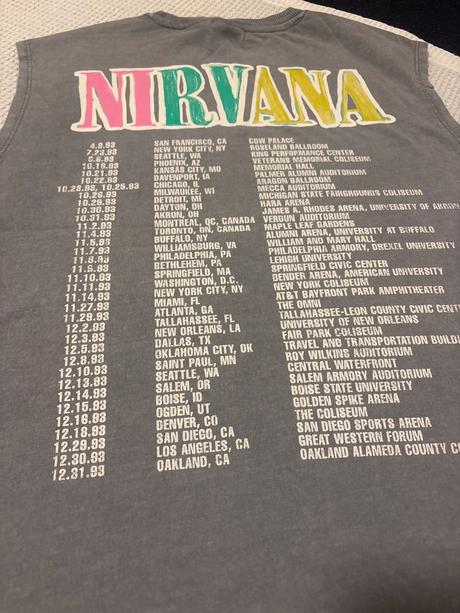 NIRVANA
4.9.93 SAN FRANCISCO, CA COW PALACE
7.23.93 NEW YORK CITY, NY ROSELAND BALLROOM
SEATTLE, WA KING PERFORMANCE CENTER
10.18.93 PHOENIX, AZ VETERANS MEMORIAL COLISEUM
10.21.93 KANSAS CITY, MO MEMORIAL HALL
10.22.93 DAVENPORT, IA PALMER ALUMNI AUDITORIUM
10.23.93, 10.25.93 CHICAGO, IL ARAGON BALLROOM
10.26.93 MILWAUKEE, WI MECCA AUDITORIUM
10.29.93 DETROIT, MI MICHIGAN STATE FAIRGROUNDS COLISEUM
10.30.93 DAYTON, OH HARA ARENA
10.31.93 AKRON, OH JAMES A. RHODES ARENA, UNIVERSITY OF AKRON
11.2.93 MONTREAL, QC, CANADA VERDUN AUDITORIUM
11.4.93 TORONTO, ON, CANADA MAPLE LEAF GARDENS
11.5.93 BUFFALO, NY ALUMNI ARENA, UNIVERSITY AT BUFFALO
11.7.93 WILLIAMSBURG, VA WILLIAM AND MARY HALL
11.8.93 PHILADELPHIA, PA PHILADELPHIA ARMORY, DREXEL UNIVERSITY
11.9.93 BETHLEHEM, PA LEHIGH UNIVERSITY
11.10.93 SPRINGFIELD, MA SPRINGFIELD CIVIC CENTER
11.11.93 WASHINGTON, D.C. BENDER ARENA, AMERICAN UNIVERSITY
11.14.93 NEW YORK CITY, NY NEW YORK COLISEUM
11.27.93 MIAMI, FL AT&T BAYFRONT PARK AMPHITHEATER
11.29.93 ATLANTA, GA THE OMNI
12.2.93 TALLAHASSEE, FL TALLAHASSEE-LEON COUNTY CIVIC CENTE
12.3.93 NEW ORLEANS, LA UNIVERSITY OF NEW ORLEANS
12.5.93 DALLAS, TX FAIR PARK COLISEUM
12.8.93 OKLAHOMA CITY, OK TRAVEL AND TRANSPORTATION BUILD
12.10.93 SAINT PAUL, MN ROY WILKINS AUDITORIUM
12.13.93 SEATTLE, WA CENTRAL WATERFRONT
12.14.93 SALEM, OR SALEM ARMORY AUDITORIUM
12.15.93 BOISE, ID BOISE STATE UNIVERSITY
12.16.93 OGDEN, UT GOLDEN SPIKE ARENA
12.18.93 DENVER, CO THE COLISEUM
12.29.93 SAN DIEGO, CA SAN DIEGO SPORTS ARENA
12.30.93 LOS ANGELES, CA GREAT WESTERN FORUM
12.31.93 OAKLAND, CA OAKLAND ALAMEDA COUNTY CO